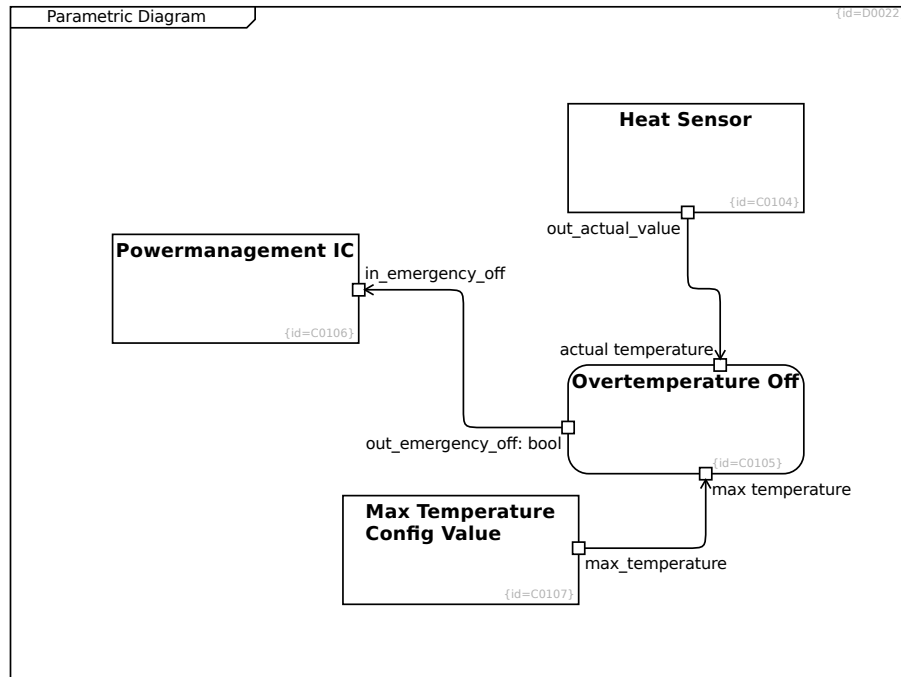 Parametric Diagram
{id=D0022
Heat Sensor
{id=C0104}
out_actual_value
Powermanagement IC
in_emergency_off
{id=C0106}
actual temperature
Overtemperature Off
out_emergency_off: bool
{id=C0105}
max temperature
Max Temperature
Config Value
max_temperature
{id=C0107}